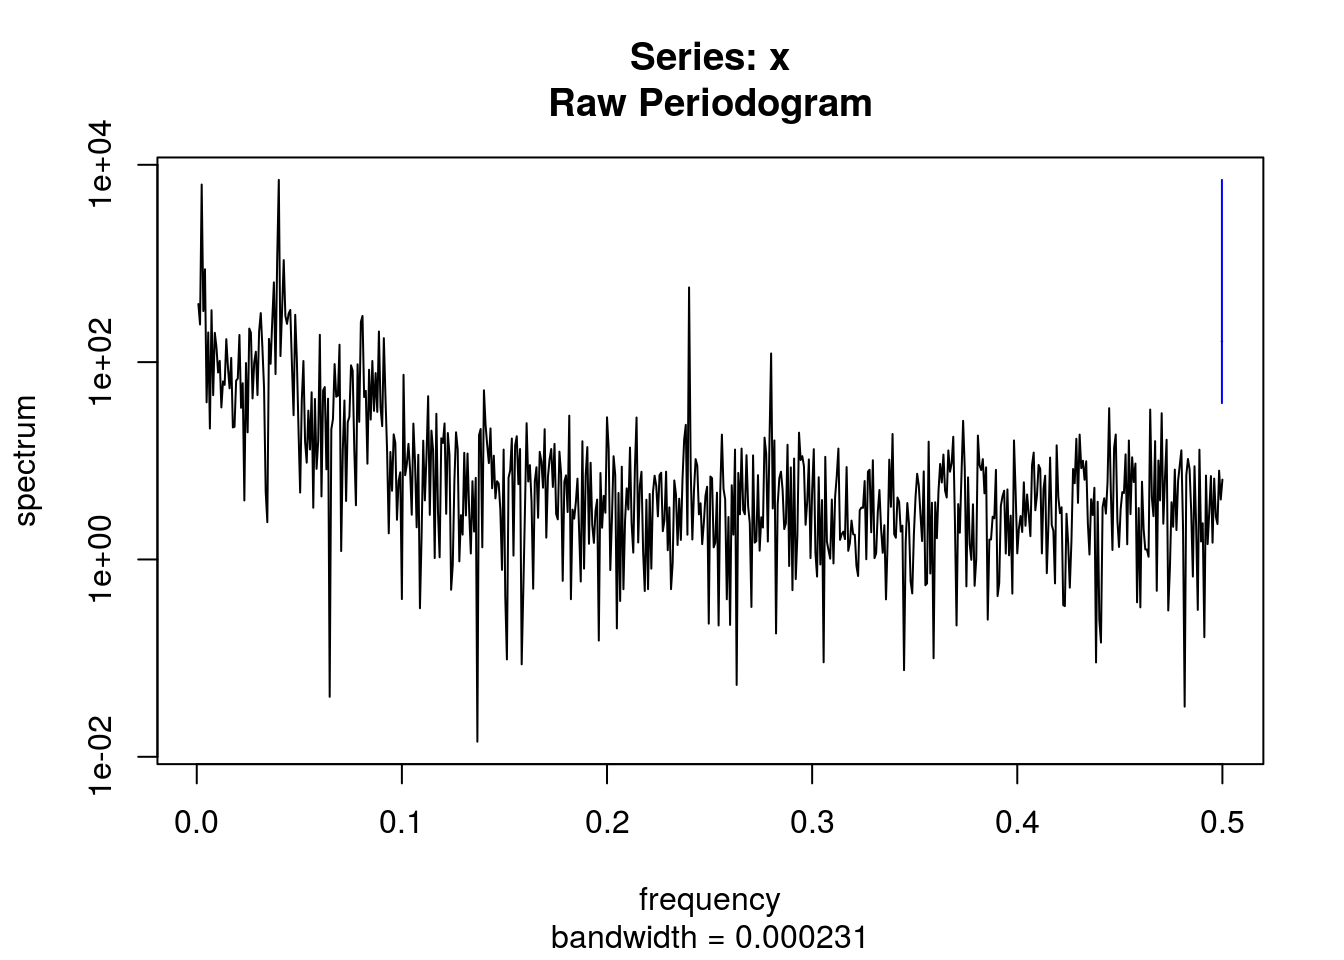 Series: x
Raw Periodogram
1e+04
1e+02
1e+00
1e-02
spectrum
0.0 0.1 0.2 0.3 0.4 0.5
frequency
bandwidth = 0.000231